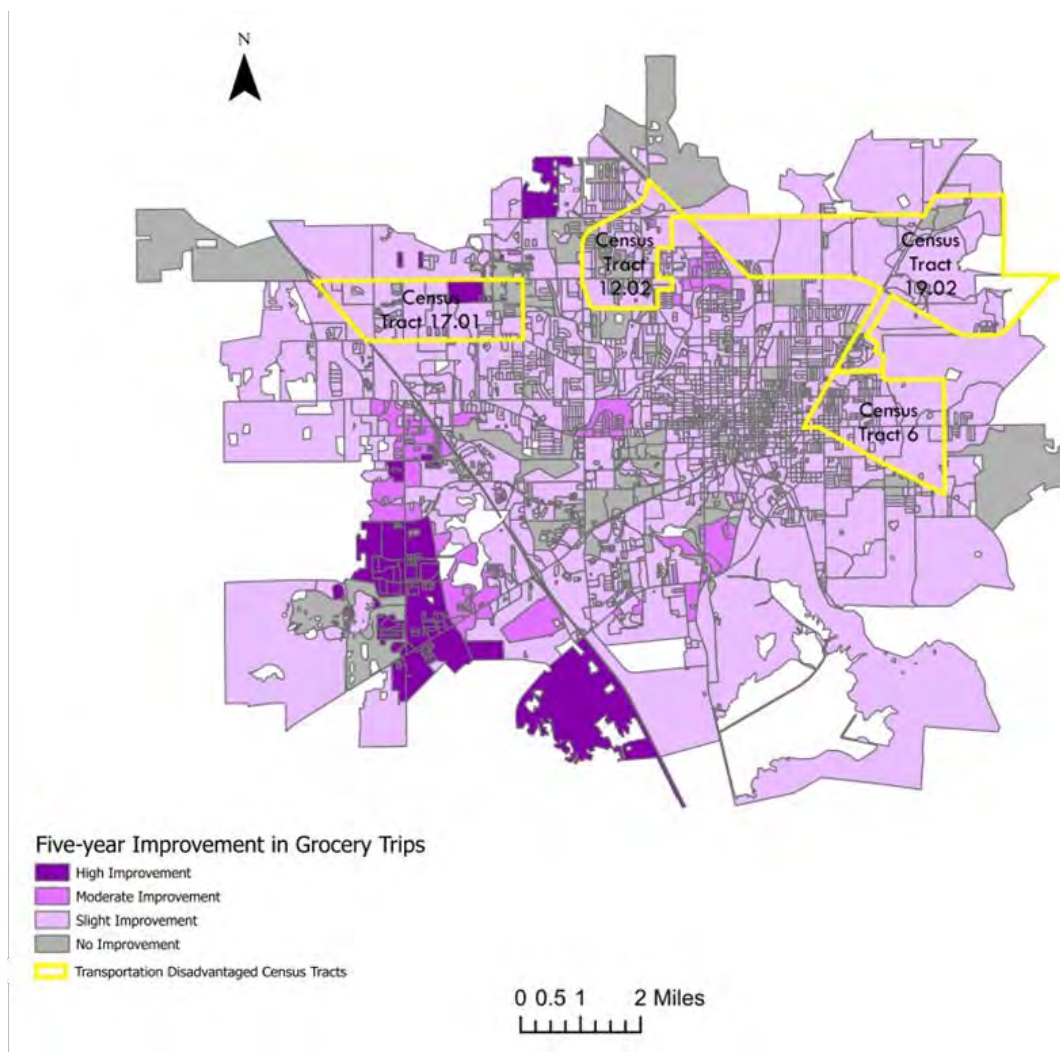 N
Census
Tract
12.02
Census
Tract
19.02
Census
Tract 17.01
Census
Tract 6
Five-year Improvement in Grocery Trips
High Improvement
Moderate Improvement
Slight Improvement
No Improvement
Transportation Disadvantaged Census Tracts
0 0.5 1 2 Miles